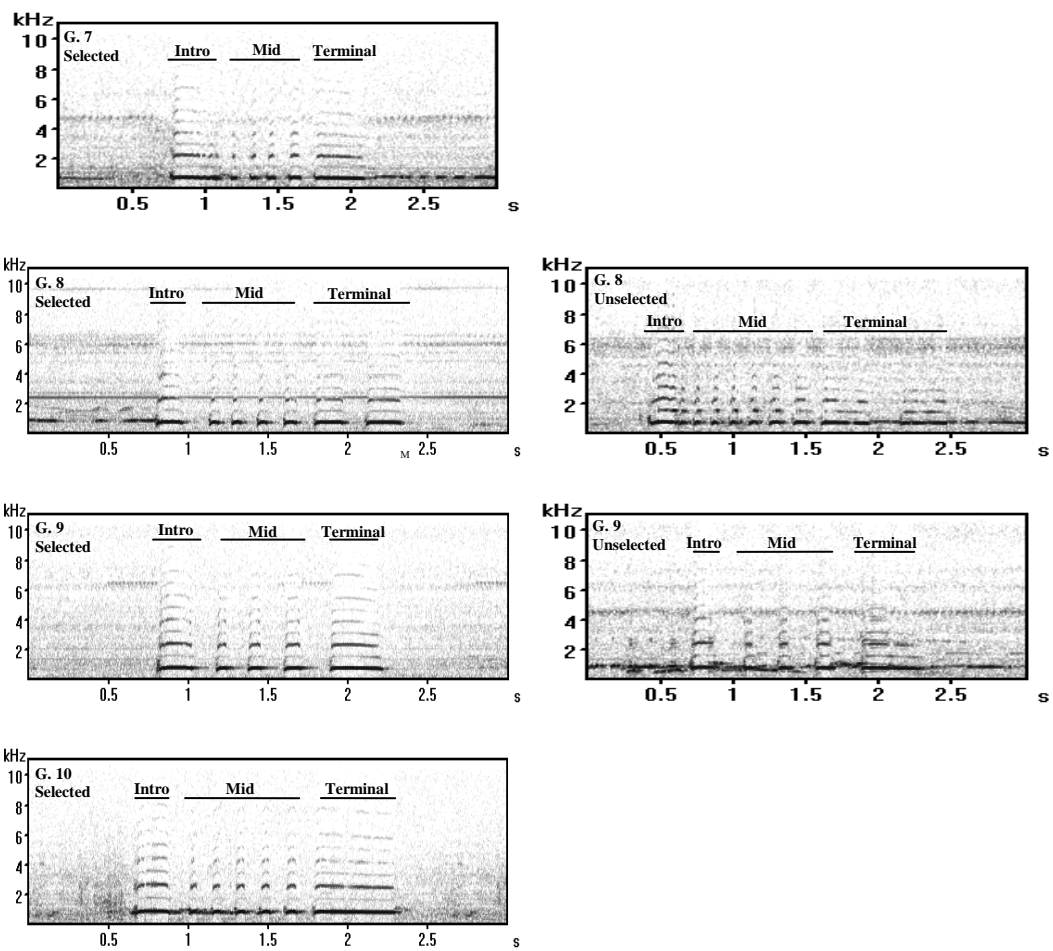 kHz
10
8
6
4
2
G. 7
Selected
Intro Mid Terminal
0.5 1 1.5 2 2.5 s
kHz
10
8
6
4
2
G. 8
Selected
Intro Mid Terminal
0.5 1 1.5 2 M 2.5 s
kHz
10
8
6
4
2
G. 8
Unselected
Intro Mid Terminal
0.5 1 1.5 2 2.5 s
kHz
10
8
6
4
2
G. 9
Selected
Intro Mid Terminal
0.5 1 1.5 2 2.5 s
kHz
10
8
6
4
2
G. 9
Unselected
Intro Mid Terminal
0.5 1 1.5 2 2.5 s
kHz
10
8
6
4
2
G. 10
Selected
Intro Mid Terminal
0.5 1 1.5 2 2.5 s